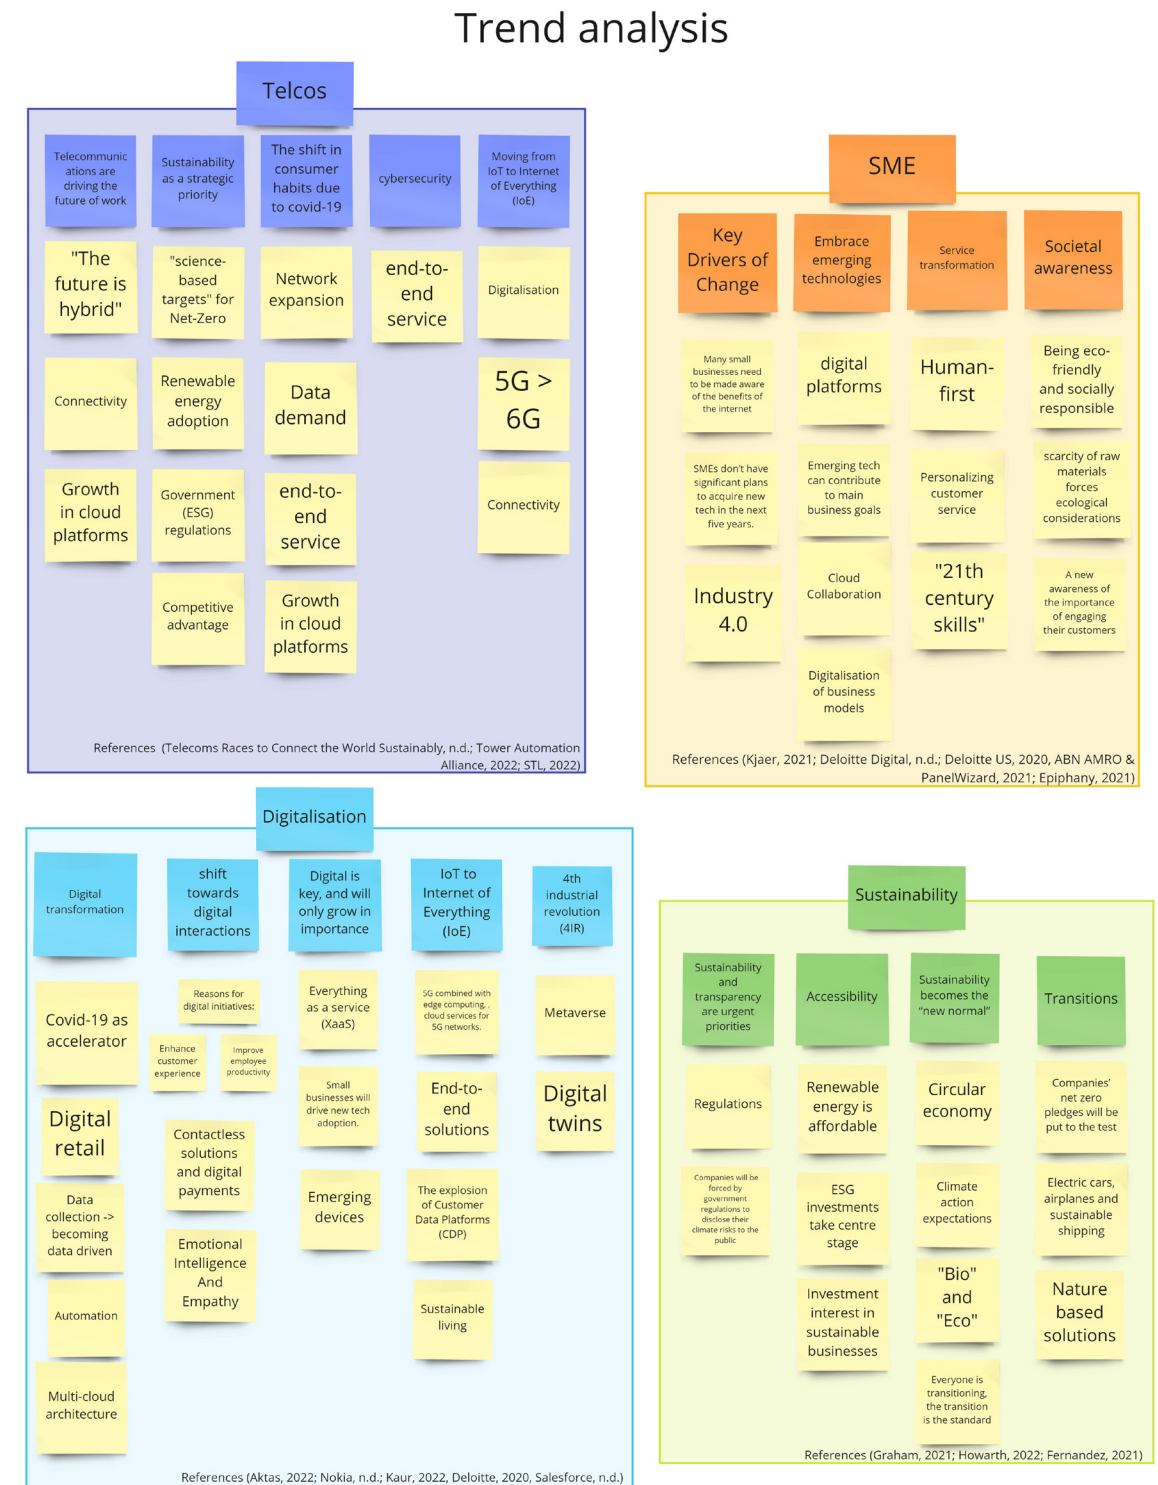 Trend analysis
Telcos
Telecommunic
ations are
driving the
future of work
Sustainability
as a strategic
priority
The shift in
consumer
habits due
to covid-19
cybersecurity
Moving from
IoT to Internet
of Everything
(IoE)
"The
future is
hybrid"
"science-
based
targets" for
Net-Zero
Network
expansion
end-to-
end
service
Digitalisation
Connectivity
Renewable
energy
adoption
Data
demand
5G >
6G
Growth
in cloud
platforms
Government
(ESG)
regulations
end-to-
end
service
Connectivity
Competitive
advantage
Growth
in cloud
platforms
References (Telecoms Races to Connect the World Sustainably, n.d.; Tower Automation
Alliance, 2022; STL, 2022)
SME
Key
Drivers of
Change
Embrace
emerging
technologies
Service
transformation
Societal
awareness
Many small
businesses need
to be made aware
of the benefits of
the internet
digital
platforms
Human-
first
Being eco-
friendly
and socially
responsible
SMEs don't have
significant plans
to acquire new
tech in the next
five years.
Emerging tech
can contribute
to main
business goals
Personalizing
customer
service
scarcity of raw
materials
forces
ecological
considerations
Industry
4.0
Cloud
Collaboration
"21th
century
skills"
A new
awareness of
the importance
of engaging
their customers
Digitalisation
of business
models
References (Kjaer, 2021; Deloitte Digital, n.d.; Deloitte US, 2020, ABN AMRO &
PanelWizard, 2021; Epiphany, 2021)
Digitalisation
Digital
transformation
shift
towards
digital
interactions
Digital is
key, and will
only grow in
importance
IoT to
Internet of
Everything
(IoE)
4th
industrial
revolution
(4IR)
Covid-19 as
accelerator
Reasons for
digital initiatives:
Enhance
customer
experience
Improve
employee
productivity
Everything
as a service
(XaaS)
5G combined with
edge computing, ,
cloud services for
5G networks.
Metaverse
Digital
retail
Contactless
solutions
and digital
payments
Small
businesses will
drive new tech
adoption.
End-to-
end
solutions
Digital
twins
Data
collection ->
becoming
data driven
Emotional
Intelligence
And
Empathy
Emerging
devices
The explosion
of Customer
Data Platforms
(CDP)
Automation
Sustainable
living
Multi-cloud
architecture
References (Aktas, 2022; Nokia, n.d.; Kaur, 2022, Deloitte, 2020, Salesforce, n.d.)
Sustainability
Sustainability
and
transparency
are urgent
priorities
Accessibility
Sustainability
becomes the
“new normal”
Transitions
Regulations
Renewable
energy is
affordable
Circular
economy
Companies'
net zero
pledges will be
put to the test
Companies will be
forced by
government
regulations to
disclose their
climate risks to the
public
ESG
investments
take centre
stage
Climate
action
expectations
Electric cars,
airplanes and
sustainable
shipping
Investment
interest in
sustainable
businesses
"Bio"
and
"Eco"
Nature
based
solutions
Everyone is
transitioning,
the transition
is the standard
References (Graham, 2021; Howarth, 2022; Fernandez, 2021)